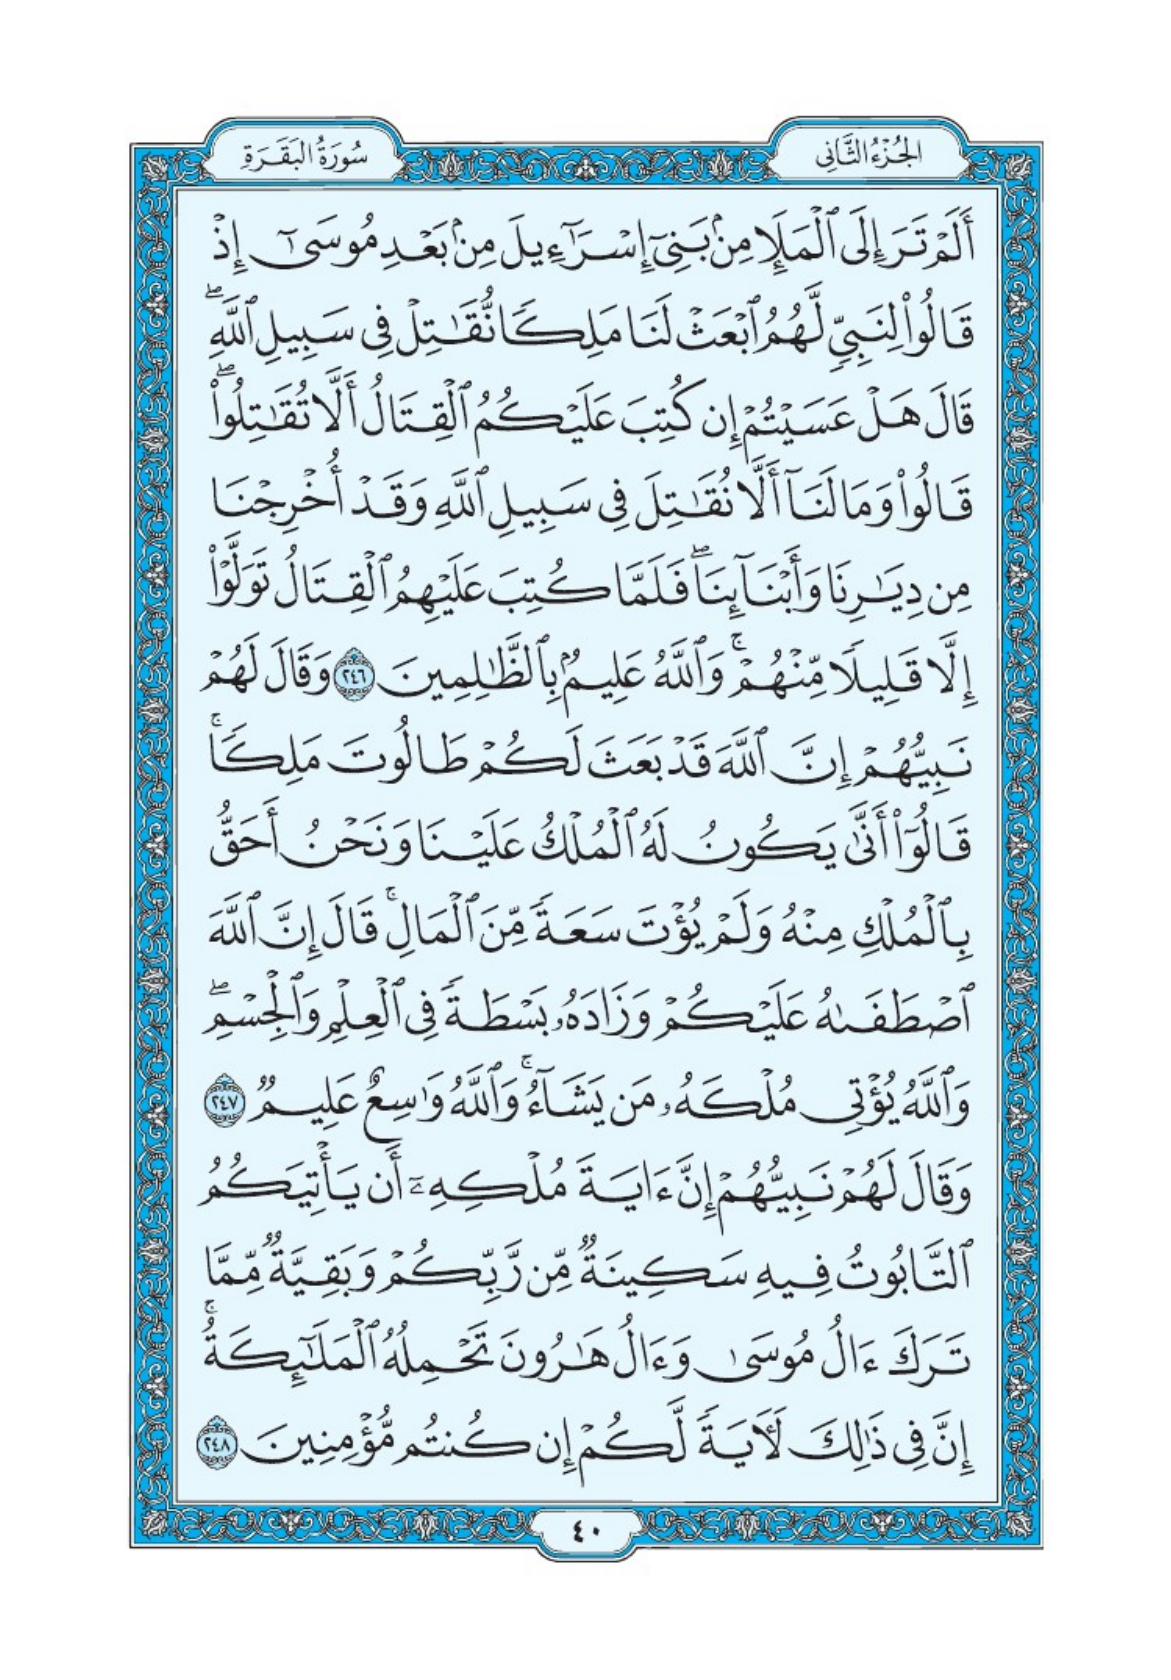 الجُزْءُ الثَّانِي
سُورَةُ البَقَرَةِ
أَلَمْ تَرَ إِلَى ٱلْمَلَإِ مِنۢ بَنِىٓ إِسْرَٰٓءِيلَ مِنۢ بَعْدِ مُوسَىٰٓ إِذْ
قَالُوا۟ لِنَبِىٍّ لَّهُمُ ٱبْعَثْ لَنَا مَلِكًا نُّقَـٰتِلْ فِى سَبِيلِ ٱللَّهِ ۖ
قَالَ هَلْ عَسَيْتُمْ إِن كُتِبَ عَلَيْكُمُ ٱلْقِتَالُ أَلَّا تُقَـٰتِلُوا۟ ۖ
قَالُوا۟ وَمَا لَنَآ أَلَّا نُقَـٰتِلَ فِى سَبِيلِ ٱللَّهِ وَقَدْ أُخْرِجْنَا
مِن دِيَـٰرِنَا وَأَبْنَآئِنَا ۖ فَلَمَّا كُتِبَ عَلَيْهِمُ ٱلْقِتَالُ تَوَلَّوْا۟
إِلَّا قَلِيلًا مِّنْهُمْ ۗ وَٱللَّهُ عَلِيمٌۢ بِٱلظَّـٰلِمِينَ ٢٤٦ وَقَالَ لَهُمْ
نَبِيُّهُمْ إِنَّ ٱللَّهَ قَدْ بَعَثَ لَكُمْ طَالُوتَ مَلِكًا ۚ
قَالُوٓا۟ أَنَّىٰ يَكُونُ لَهُ ٱلْمُلْكُ عَلَيْنَا وَنَحْنُ أَحَقُّ
بِٱلْمُلْكِ مِنْهُ وَلَمْ يُؤْتَ سَعَةً مِّنَ ٱلْمَالِ ۚ قَالَ إِنَّ ٱللَّهَ
ٱصْطَفَىٰهُ عَلَيْكُمْ وَزَادَهُۥ بَسْطَةً فِى ٱلْعِلْمِ وَٱلْجِسْمِ ۖ
وَٱللَّهُ يُؤْتِى مُلْكَهُۥ مَن يَشَآءُ ۚ وَٱللَّهُ وَٰسِعٌ عَلِيمٌ ٢٤٧
وَقَالَ لَهُمْ نَبِيُّهُمْ إِنَّ ءَايَةَ مُلْكِهِۦٓ أَن يَأْتِيَكُمُ
ٱلتَّابُوتُ فِيهِ سَكِينَةٌ مِّن رَّبِّكُمْ وَبَقِيَّةٌ مِّمَّا
تَرَكَ ءَالُ مُوسَىٰ وَءَالُ هَـٰرُونَ تَحْمِلُهُ ٱلْمَلَـٰٓئِكَةُ ۚ
إِنَّ فِى ذَٰلِكَ لَـَٔايَةً لَّكُمْ إِن كُنتُم مُّؤْمِنِينَ ٢٤٨
٤٠